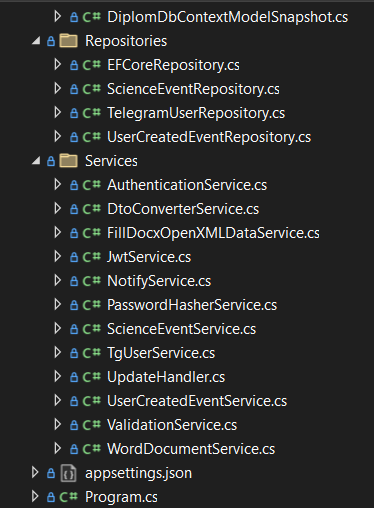 C# DiplomDbContextModelSnapshot.cs
Repositories
C# EFCoreRepository.cs
C# ScienceEventRepository.cs
C# TelegramUserRepository.cs
C# UserCreatedEventRepository.cs
Services
C# AuthenticationService.cs
C# DtoConverterService.cs
C# FillDocxOpenXMLDataService.cs
C# JwtService.cs
C# NotifyService.cs
C# PasswordHasherService.cs
C# ScienceEventService.cs
C# TgUserService.cs
C# UpdateHandler.cs
C# UserCreatedEventService.cs
C# ValidationService.cs
C# WordDocumentService.cs
appsettings.json
C# Program.cs